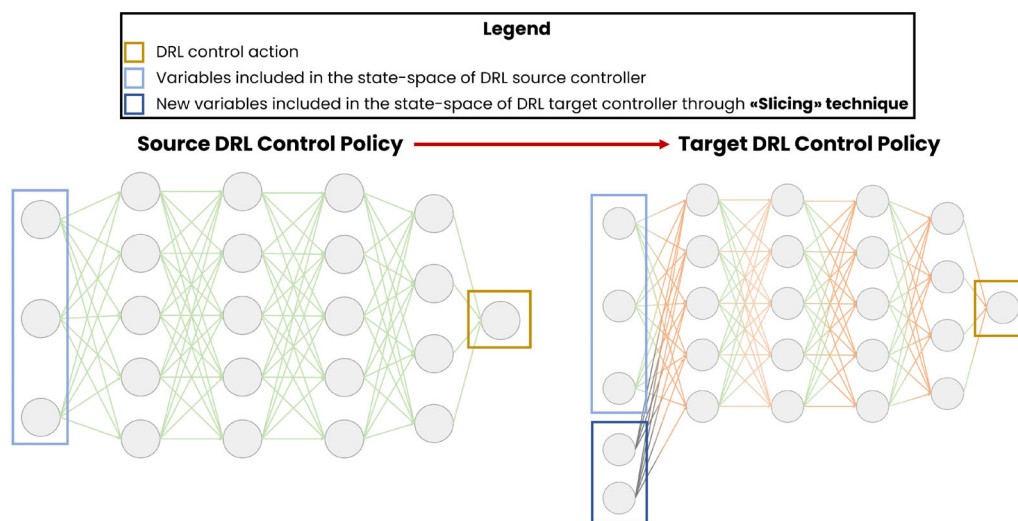 Legend
DRL control action
Variables included in the state-space of DRL source controller
New variables included in the state-space of DRL target controller through «Slicing» technique
Source DRL Control Policy
Target DRL Control Policy